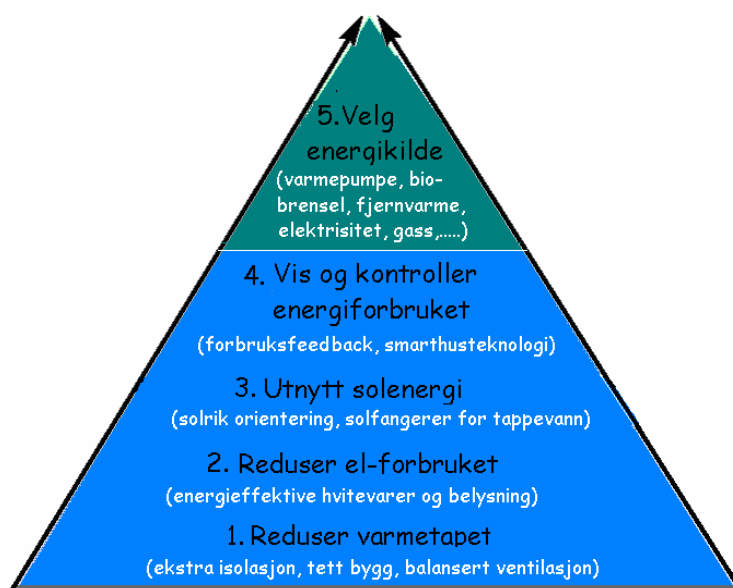 5.Velg
energikilde
(varmepumpe, bio-
brensel, fjernvarme,
elektrisitet, gass,.....)
4. Vis og kontroller
energiforbruket
(forbruksfeedback, smarthusteknologi)
3. Utnytt solenergi
(solrik orientering, solfangerer for tappevann)
2. Reduser el-forbruket
(energieffektive hvitevarer og belysning)
1. Reduser varmetapet
(ekstra isolasjon, tett bygg, balansert ventilasjon)